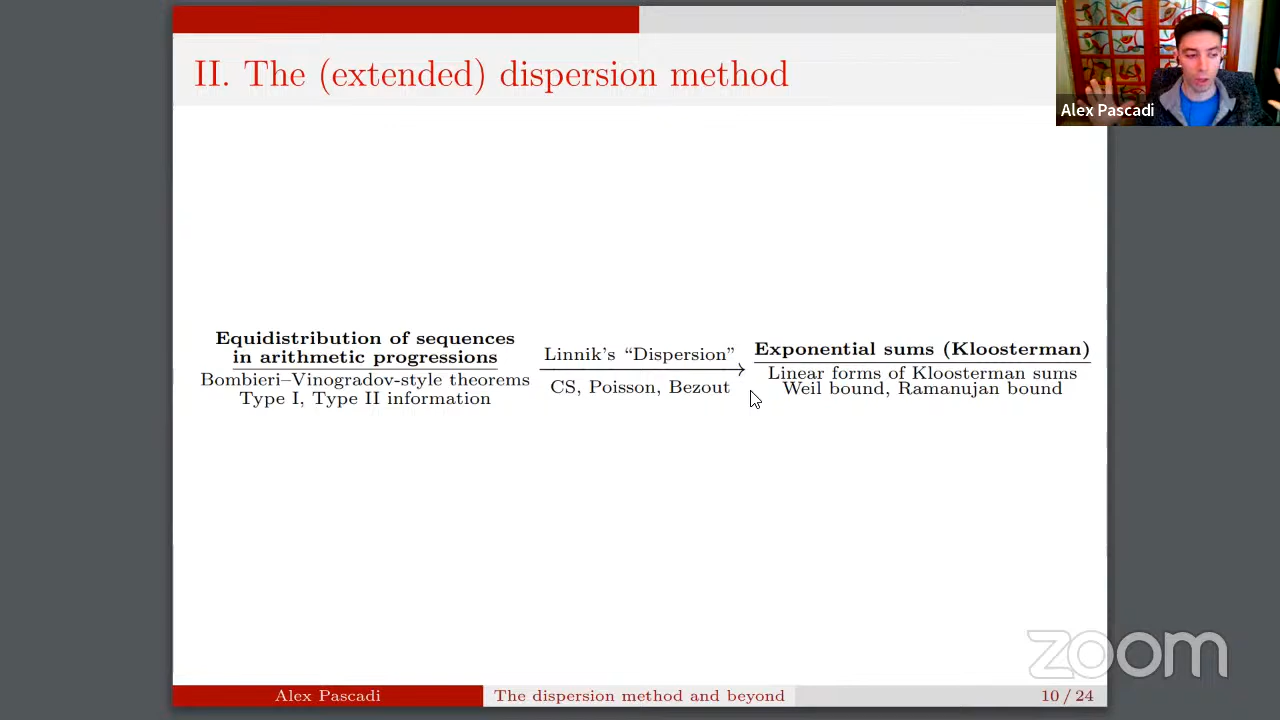 II. The (extended) dispersion method
Alex Pascadi
Equidistribution of sequences
in arithmetic progressions
Bombieri–Vinogradov-style theorems
Type I, Type II information
Linnik's “Dispersion”
CS, Poisson, Bezout
Exponential sums (Kloosterman)
Linear forms of Kloosterman sums
Weil bound, Ramanujan bound
zoom
Alex Pascadi
The dispersion method and beyond
10 / 24